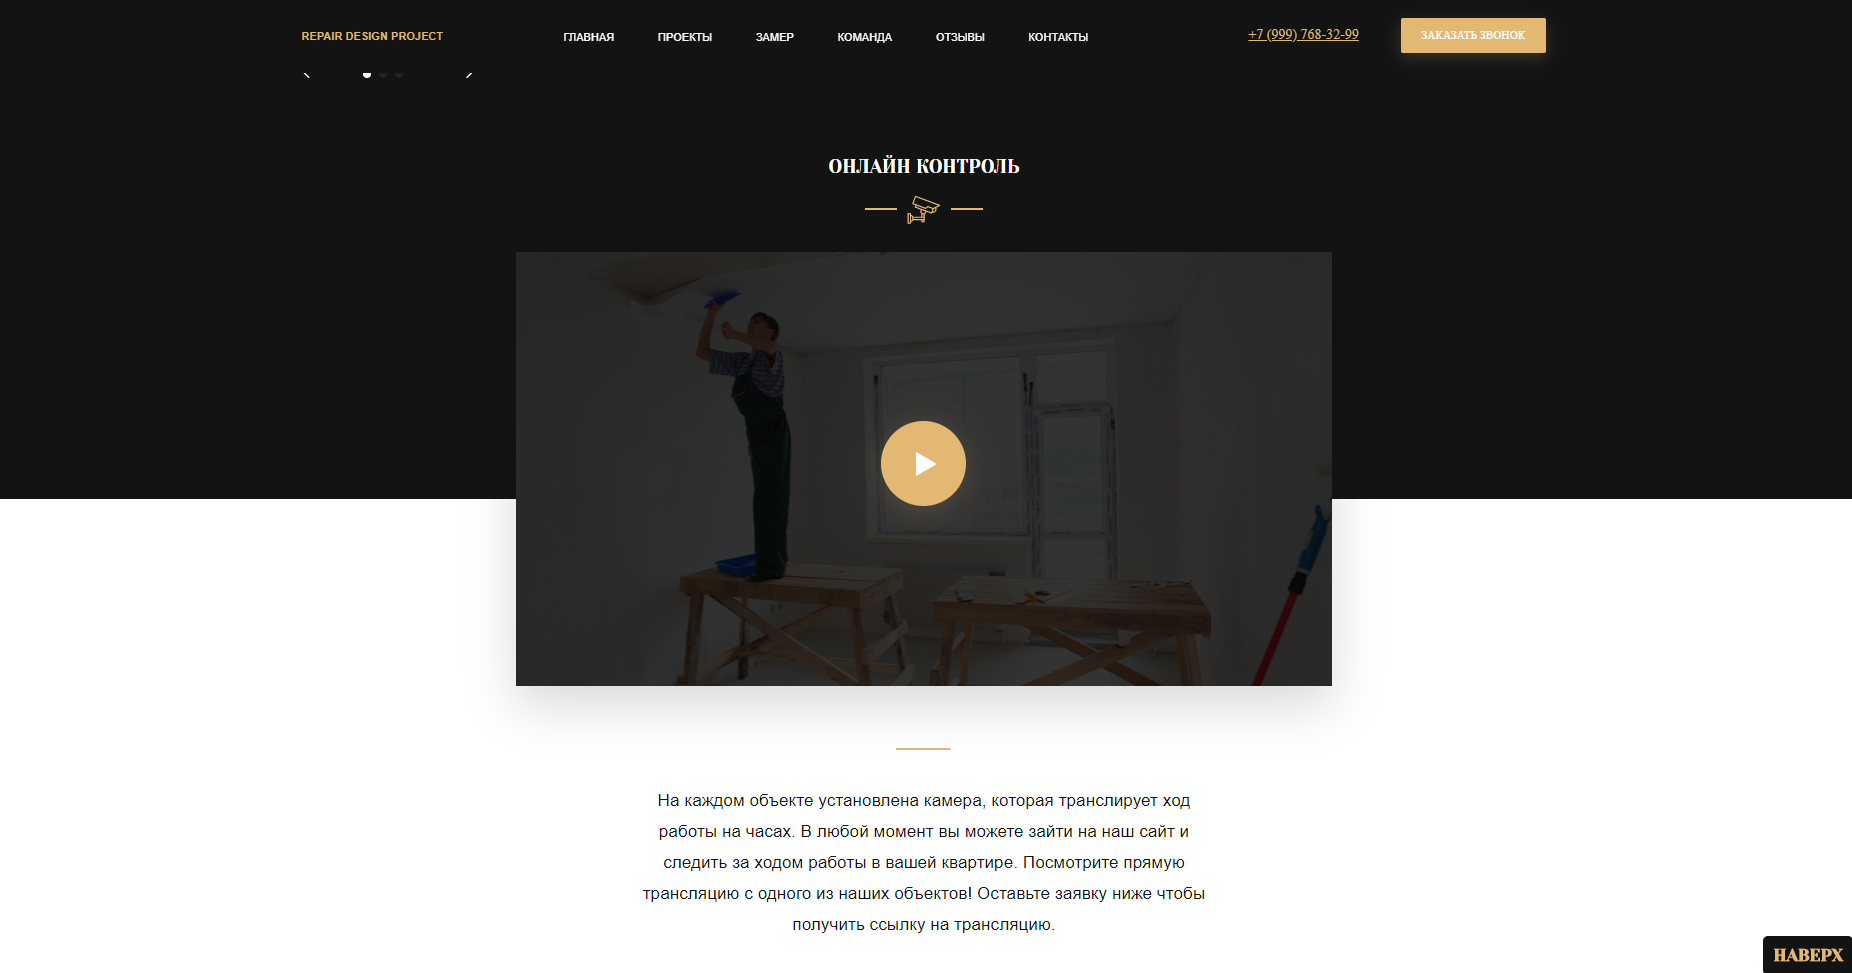 REPAIR DESIGN PROJECT
ГЛАВНАЯ ПРОЕКТЫ ЗАМЕР КОМАНДА ОТЗЫВЫ КОНТАКТЫ
+7 (999) 768-32-99
ЗАКАЗАТЬ ЗВОНОК
ОНЛАЙН КОНТРОЛЬ
На каждом объекте установлена камера, которая транслирует ход
работы на часах. В любой момент вы можете зайти на наш сайт и
следить за ходом работы в вашей квартире. Посмотрите прямую
трансляцию с одного из наших объектов! Оставьте заявку ниже чтобы
получить ссылку на трансляцию.
НАВЕРХ